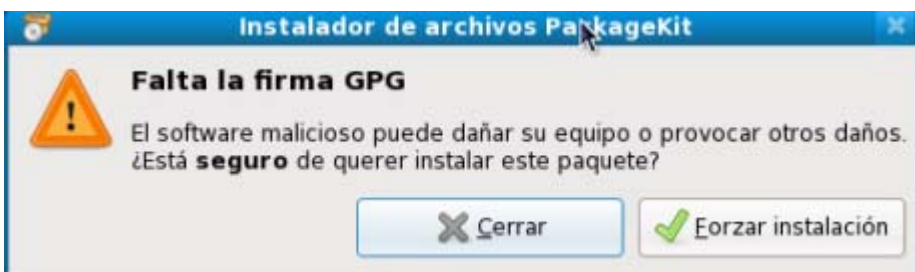 Instalador de archivos PackageKit
Falta la firma GPG
El software malicioso puede dañar su equipo o provocar otros daños.
¿Está seguro de querer instalar este paquete?
Cerrar
Forzar instalación